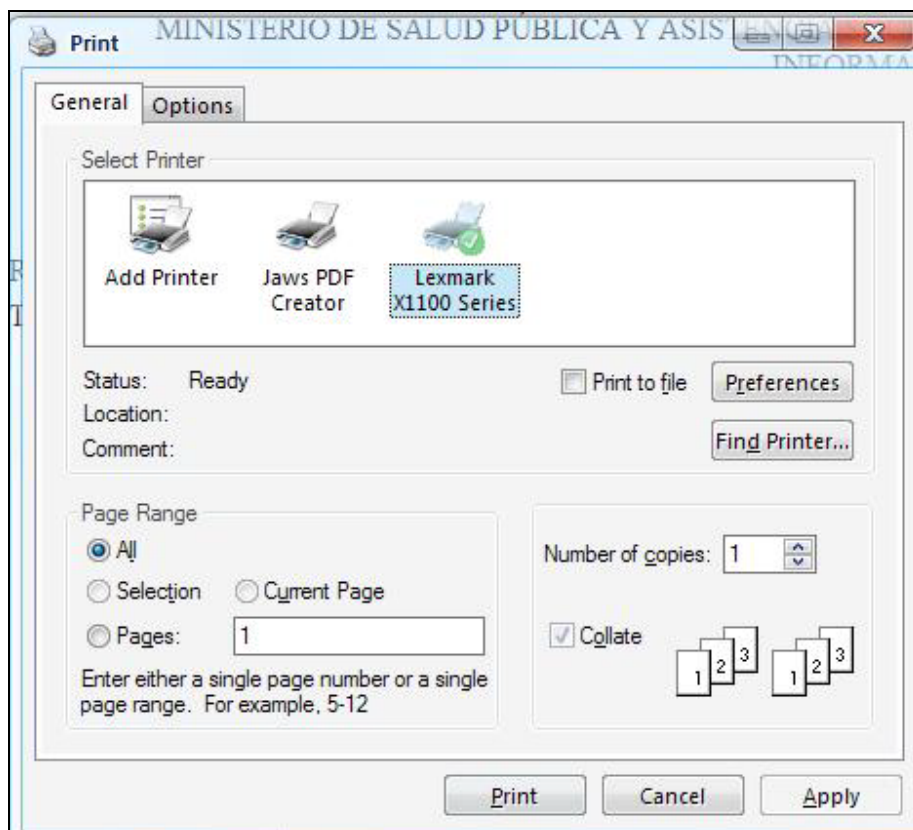 MINISTERIO DE SALUD PÚBLICA Y ASISTENCIA
INFORMA
Print
General
Options
Select Printer
Add Printer
Jaws PDF
Creator
Lexmark
X1100 Series
R
T
Status: Ready
Location:
Comment:
Print to file
Preferences
Find Printer...
Page Range
All
Selection
Current Page
Pages: 1
Enter either a single page number or a single
page range. For example, 5-12
Number of copies: 1
Collate
1 2 3 1 2 3
Print
Cancel
Apply